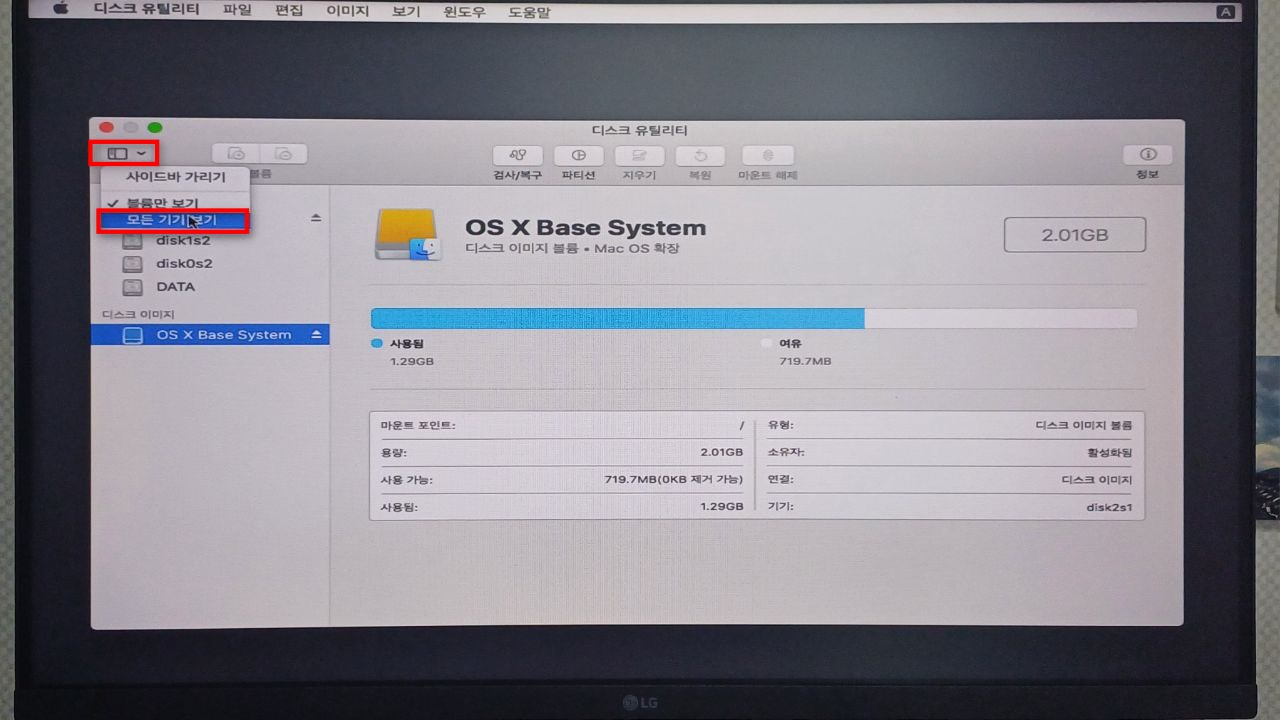 디스크 유틸리티 파일 편집 이미지 보기 윈도우 도움말 A
디스크 유틸리티
사이드바 가리기
볼륨
검사/복구 파티션 지우기 복원 마운트 해제 정보
✓ 볼륨만 보기
모든 기기 보기
disk1s2
disk0s2
DATA
디스크 이미지
OS X Base System
OS X Base System
디스크 이미지 볼륨 • Mac OS 확장
2.01GB
사용됨
1.29GB
여유
719.7MB
마운트 포인트: /
유형: 디스크 이미지 볼륨
용량: 2.01GB
소유자: 활성화됨
사용 가능: 719.7MB(0KB 제거 가능)
연결: 디스크 이미지
사용됨: 1.29GB
기기: disk2s1
LG